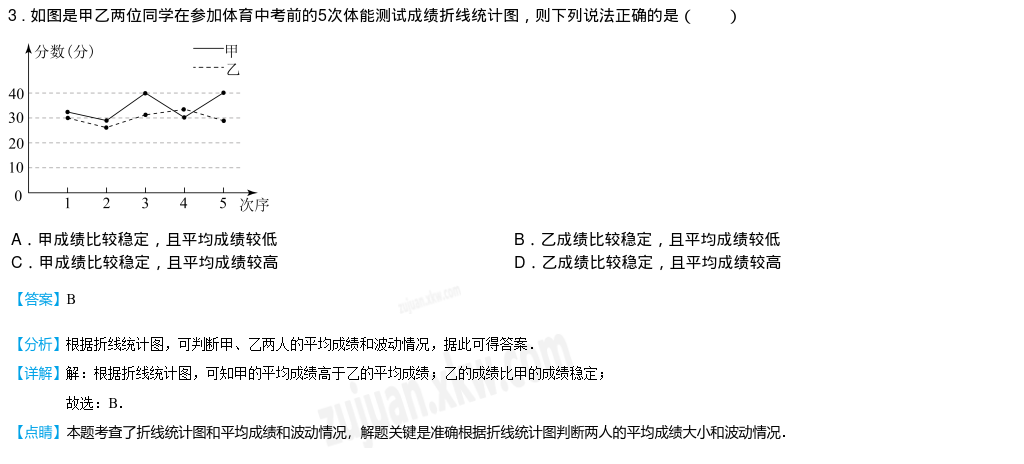 3．如图是甲乙两位同学在参加体育中考前的5次体能测试成绩折线统计图，则下列说法正确的是（　　）
分数(分)
甲
乙
40
30
20
10
0
1 2 3 4 5 次序
A．甲成绩比较稳定，且平均成绩较低 B．乙成绩比较稳定，且平均成绩较低
C．甲成绩比较稳定，且平均成绩较高 D．乙成绩比较稳定，且平均成绩较高
【答案】B
zujuan.xkw.com
【分析】根据折线统计图，可判断甲、乙两人的平均成绩和波动情况，据此可得答案．
【详解】解：根据折线统计图，可知甲的平均成绩高于乙的平均成绩；乙的成绩比甲的成绩稳定；
故选：B．
zujuan.xkw.com
【点睛】本题考查了折线统计图和平均成绩和波动情况，解题关键是准确根据折线统计图判断两人的平均成绩大小和波动情况．